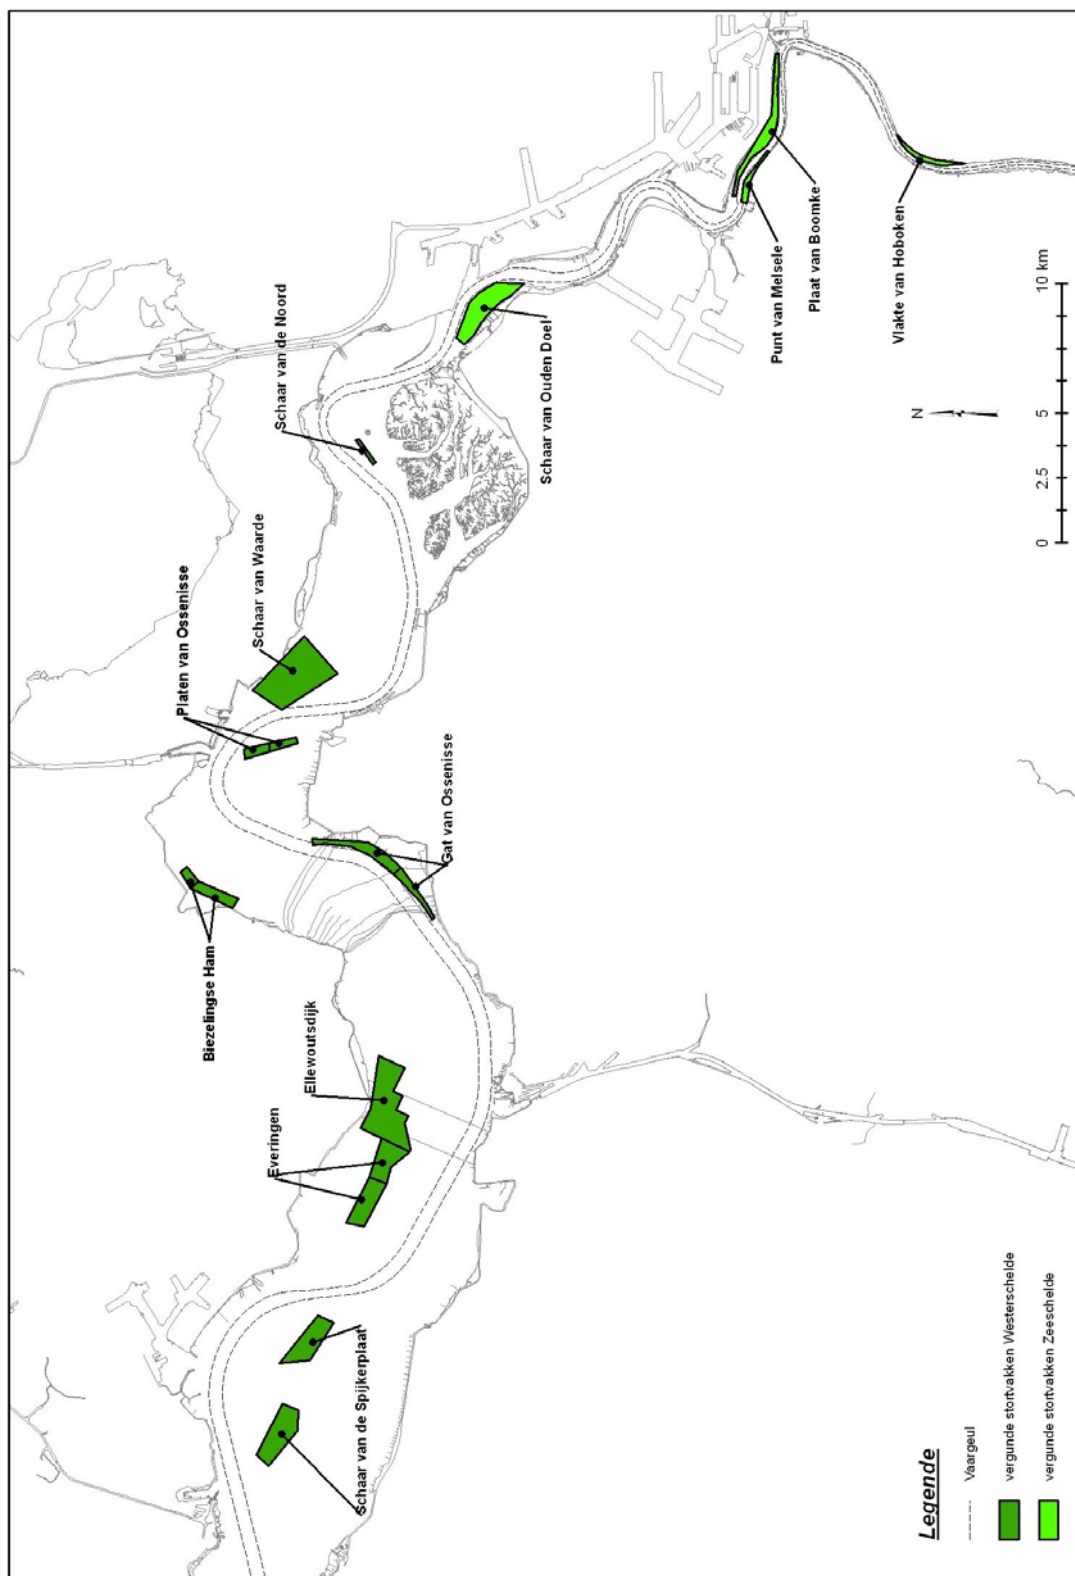 Schaar van de Spijkerplaat
Everingen
Ellewoutsdijk
Biezelingse Ham
Gat van Ossenisse
Platen van Ossenisse
Schaar van Waarde
Schaar van de Noord
Schaar van Ouden Doel
Punt van Melsele
Plaat van Boomke
Vlakte van Hoboken
N
0 2.5 5 10 km
Legende
Vaargeul
vergunde stortvakken Westerschelde
vergunde stortvakken Zeeschelde